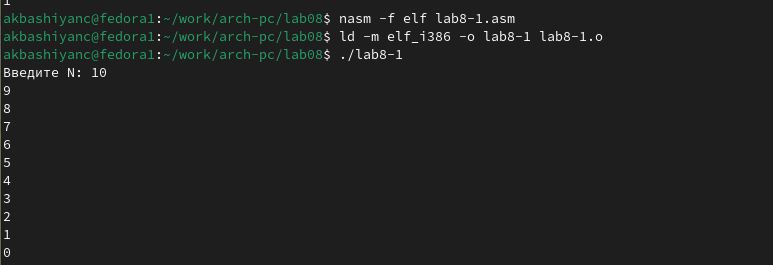 1
akbashiyanc@fedora1:~/work/arch-pc/lab08$ nasm -f elf lab8-1.asm
akbashiyanc@fedora1:~/work/arch-pc/lab08$ ld -m elf_i386 -o lab8-1 lab8-1.o
akbashiyanc@fedora1:~/work/arch-pc/lab08$ ./lab8-1
Введите N: 10
9
8
7
6
5
4
3
2
1
0